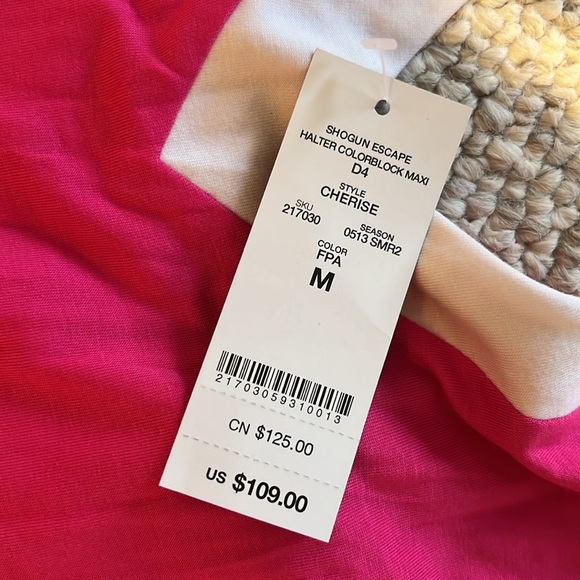 SHOGUN ESCAPE
HALTER COLORBLOCK MAXI
D4
STYLE
CHERISE
SKU
217030
SEASON
0513 SMR2
COLOR
FPA
M
21703059310013
CN $125.00
US $109.00